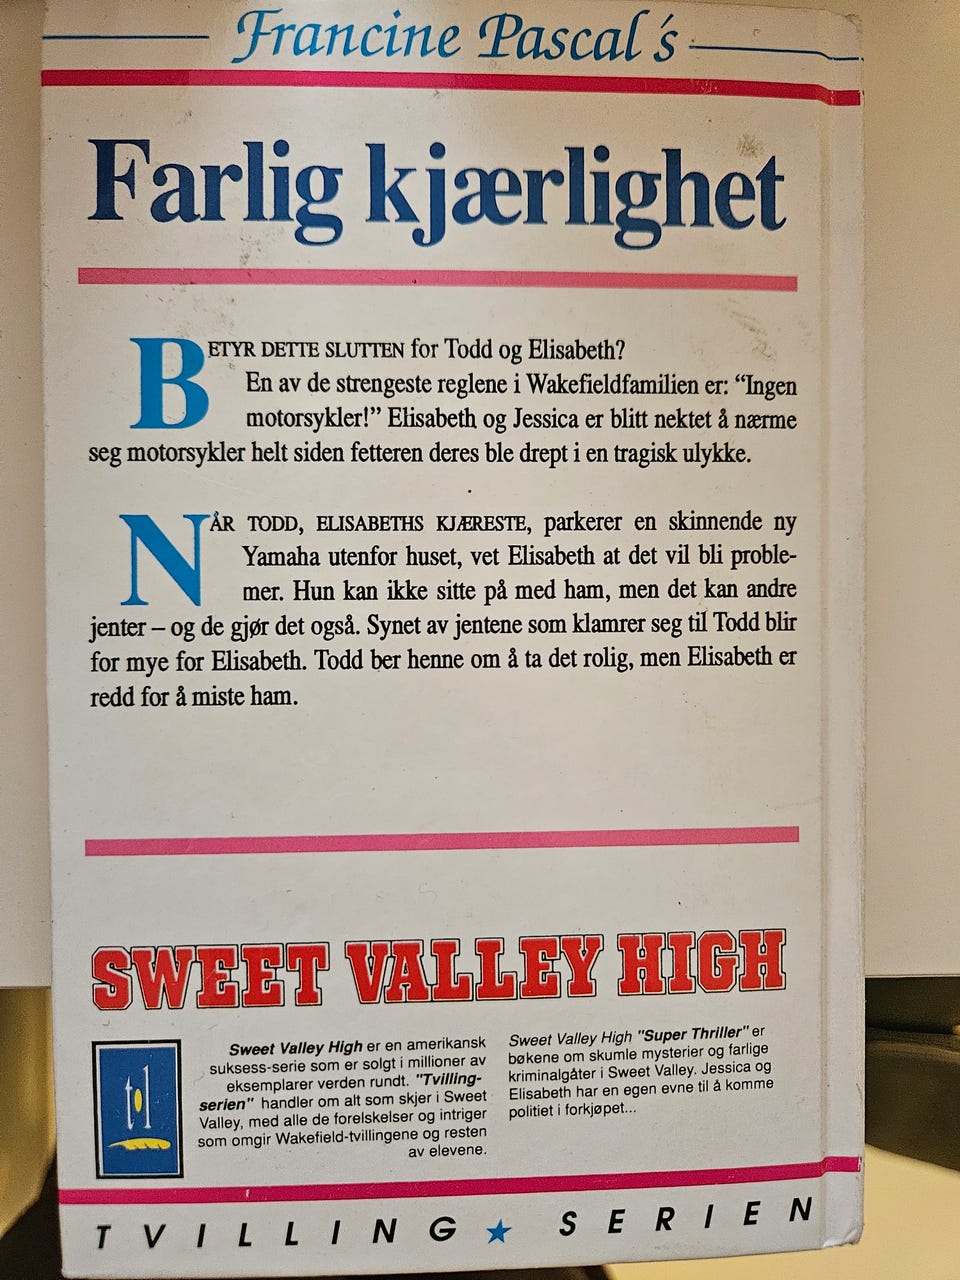 Francine Pascal´s
Farlig kjærlighet
BETYR DETTE SLUTTEN for Todd og Elisabeth?
En av de strengeste reglene i Wakefieldfamilien er: “Ingen
motorsykler!” Elisabeth og Jessica er blitt nektet å nærme
seg motorsykler helt siden fetteren deres ble drept i en tragisk ulykke.
NÅR TODD, ELISABETHS KJÆRESTE, parkerer en skinnende ny
Yamaha utenfor huset, vet Elisabeth at det vil bli proble-
mer. Hun kan ikke sitte på med ham, men det kan andre
jenter – og de gjør det også. Synet av jentene som klamrer seg til Todd blir
for mye for Elisabeth. Todd ber henne om å ta det rolig, men Elisabeth er
redd for å miste ham.
SWEET VALLEY HIGH
tol
Sweet Valley High er en amerikansk
suksess-serie som er solgt i millioner av
eksemplarer verden rundt. "Tvilling-
serien" handler om alt som skjer i Sweet
Valley, med alle de forelskelser og intriger
som omgir Wakefield-tvillingene og resten
av elevene.
Sweet Valley High "Super Thriller" er
bøkene om skumle mysterier og farlige
kriminalgåter i Sweet Valley. Jessica og
Elisabeth har en egen evne til å komme
politiet i forkjøpet...
TVILLING ★ SERIEN